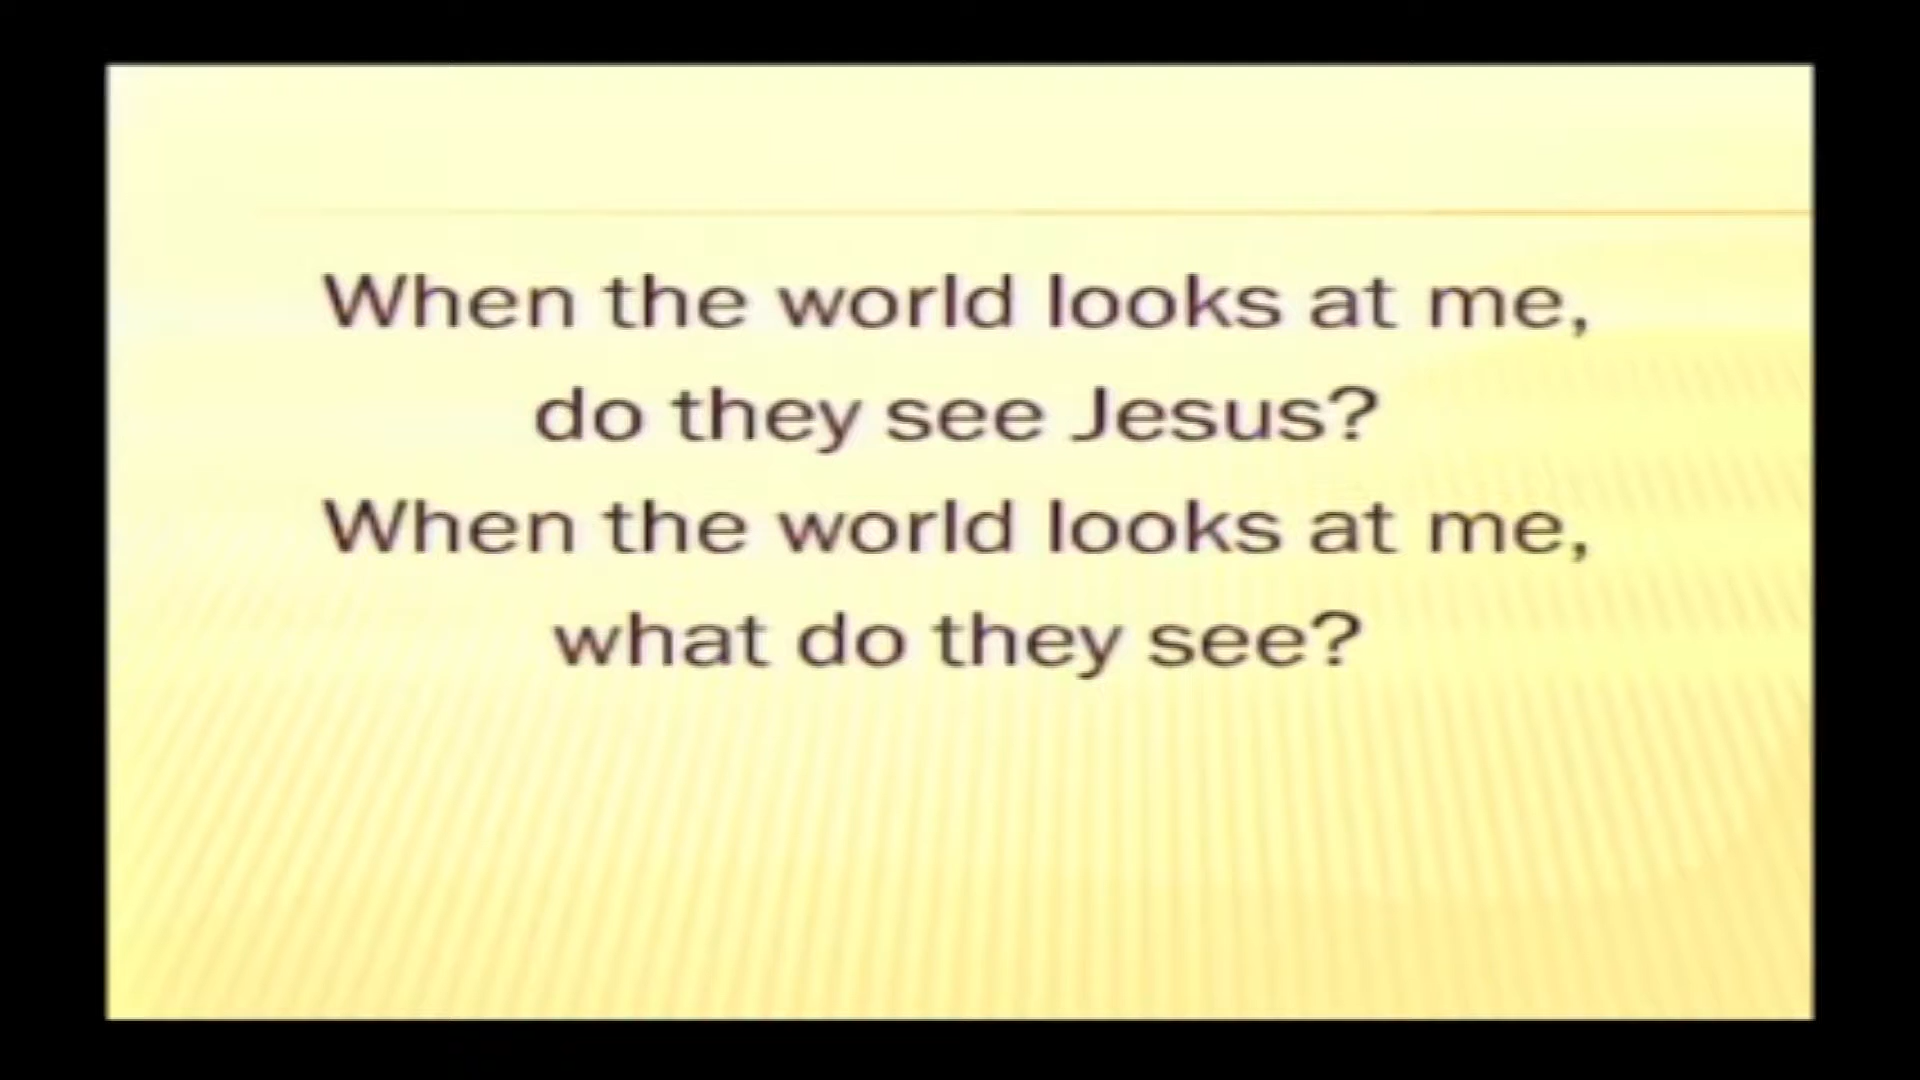 When the world looks at me,
do they see Jesus?
When the world looks at me,
what do they see?